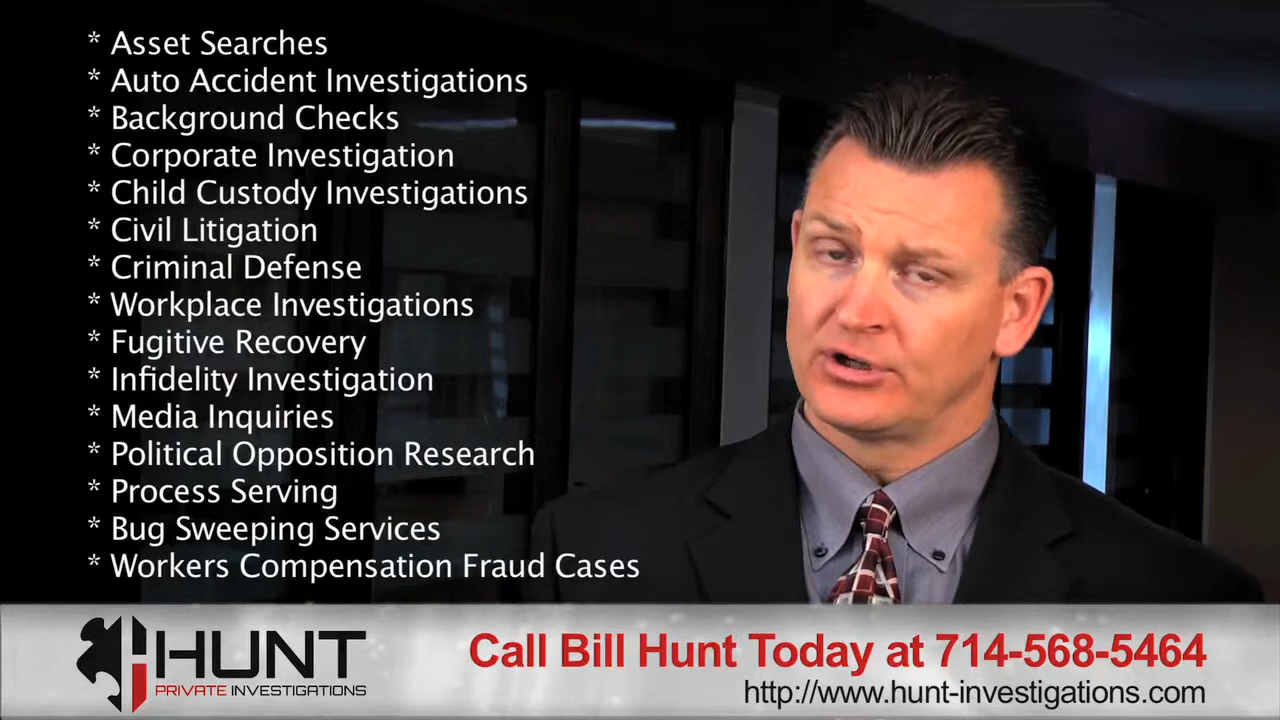 * Asset Searches
* Auto Accident Investigations
* Background Checks
* Corporate Investigation
* Child Custody Investigations
* Civil Litigation
* Criminal Defense
* Workplace Investigations
* Fugitive Recovery
* Infidelity Investigation
* Media Inquiries
* Political Opposition Research
* Process Serving
* Bug Sweeping Services
* Workers Compensation Fraud Cases
HUNT
PRIVATE INVESTIGATIONS
Call Bill Hunt Today at 714-568-5464
http://www.hunt-investigations.com